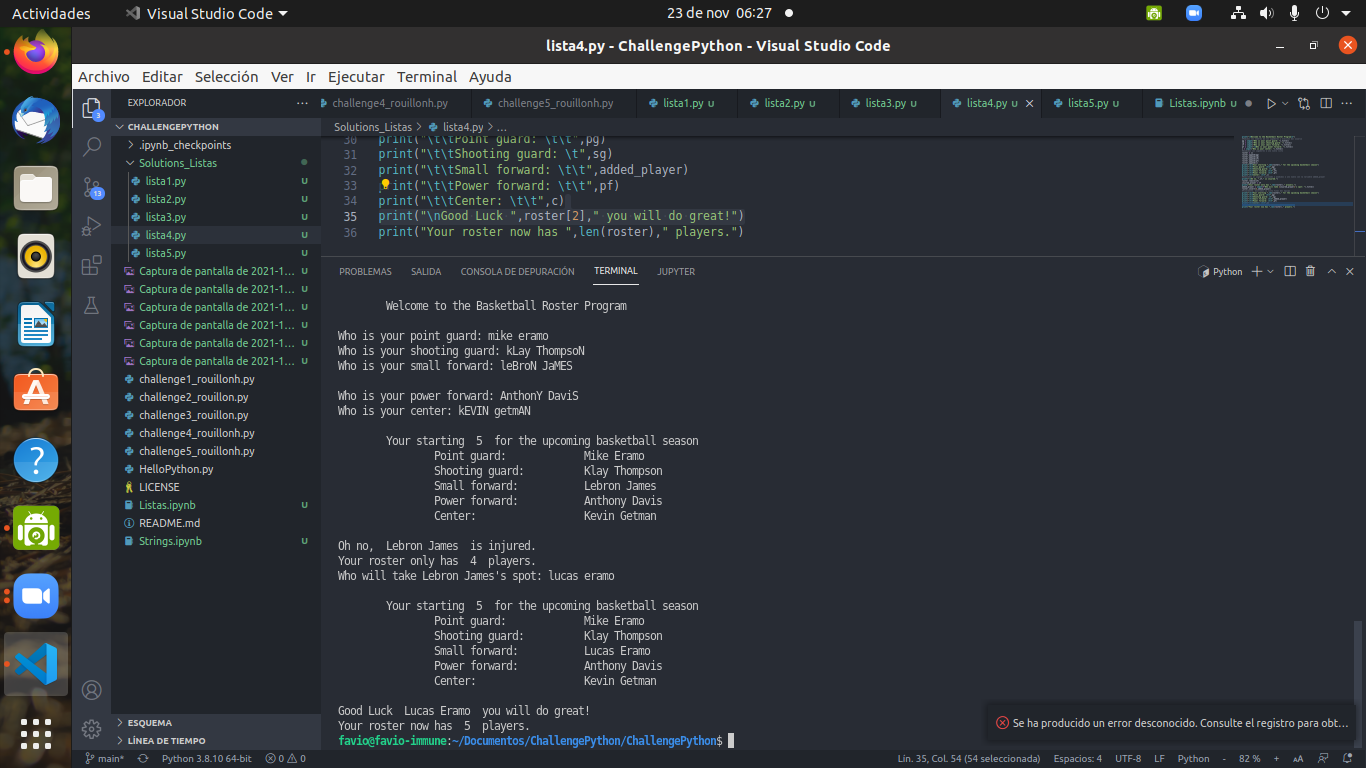 Actividades
Visual Studio Code
23 de nov 06:27
lista4.py - ChallengePython - Visual Studio Code
Archivo Editar Selección Ver Ir Ejecutar Terminal Ayuda
EXPLORADOR
challenge4_rouillonh.py
challenge5_rouillonh.py
lista1.py U
lista2.py U
lista3.py U
lista4.py U
lista5.py U
Listas.ipynb U
3
13
CHALLENGEPYTHON
.ipynb_checkpoints
Solutions_Listas
lista1.py U
lista2.py U
lista3.py U
lista4.py U
lista5.py U
Captura de pantalla de 2021-1... U
Captura de pantalla de 2021-1... U
Captura de pantalla de 2021-1... U
Captura de pantalla de 2021-1... U
Captura de pantalla de 2021-1... U
Captura de pantalla de 2021-1... U
challenge1_rouillonh.py
challenge2_rouillon.py
challenge3_rouillon.py
challenge4_rouillonh.py
challenge5_rouillonh.py
HelloPython.py
LICENSE
Listas.ipynb U
README.md
Strings.ipynb U
ESQUEMA
LÍNEA DE TIEMPO
Solutions_Listas > lista4.py > ...
30 print("\t\tPoint guard: \t\t",pg)
31 print("\t\tShooting guard: \t",sg)
32 print("\t\tSmall forward: \t\t",added_player)
33 int("\t\tPower forward: \t\t",pf)
34 print("\t\tCenter: \t\t",c)
35 print("\nGood Luck ",roster[2]," you will do great!")
36 print("Your roster now has ",len(roster)," players.")
PROBLEMAS SALIDA CONSOLA DE DEPURACIÓN TERMINAL JUPYTER
Python
Welcome to the Basketball Roster Program
Who is your point guard: mike eramo
Who is your shooting guard: kLay ThompsoN
Who is your small forward: leBroN JaMES
Who is your power forward: AnthonY DaviS
Who is your center: kEVIN getmAN
Your starting 5 for the upcoming basketball season
Point guard: Mike Eramo
Shooting guard: Klay Thompson
Small forward: Lebron James
Power forward: Anthony Davis
Center: Kevin Getman
Oh no, Lebron James is injured.
Your roster only has 4 players.
Who will take Lebron James's spot: lucas eramo
Your starting 5 for the upcoming basketball season
Point guard: Mike Eramo
Shooting guard: Klay Thompson
Small forward: Lucas Eramo
Power forward: Anthony Davis
Center: Kevin Getman
Good Luck Lucas Eramo you will do great!
Your roster now has 5 players.
favio@favio-immune:~/Documentos/ChallengePython/ChallengePython$
Se ha producido un error desconocido. Consulte el registro para obt...
main* Python 3.8.10 64-bit 0 0
Lín. 35, Col. 54 (54 seleccionada) Espacios: 4 UTF-8 LF Python - 82 % + AA